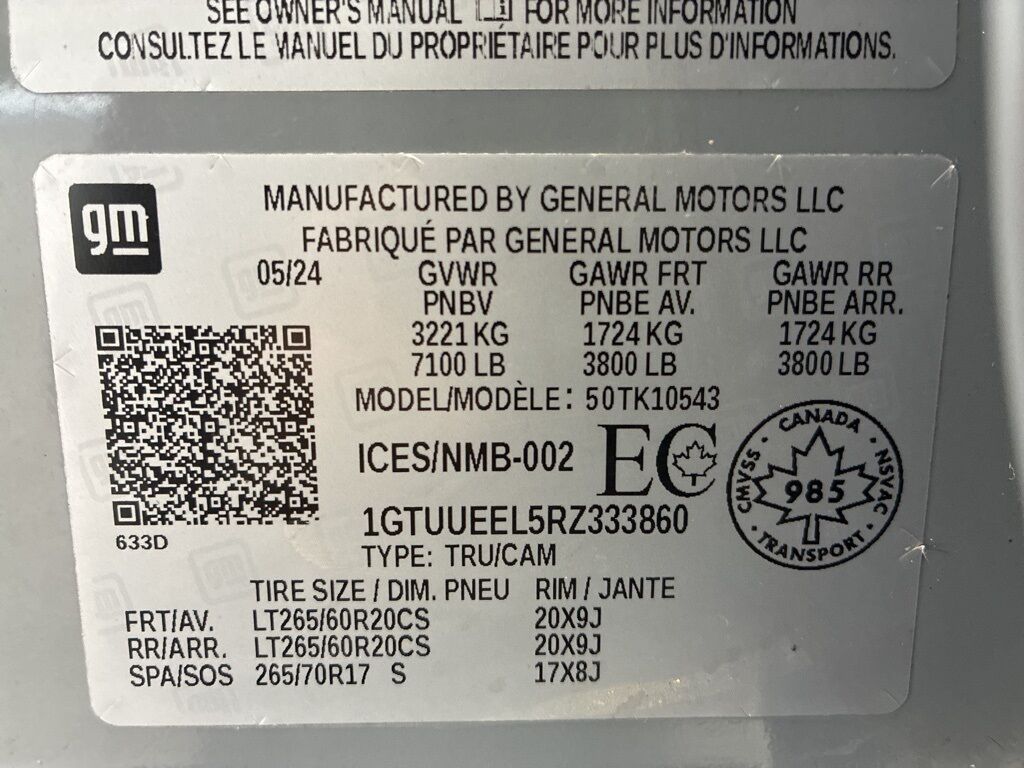 SEE OWNER'S MANUAL FOR MORE INFORMATION
CONSULTEZ LE MANUEL DU PROPRIÉTAIRE POUR PLUS D'INFORMATIONS.
gm
MANUFACTURED BY GENERAL MOTORS LLC
FABRIQUÉ PAR GENERAL MOTORS LLC
05/24 GVWR GAWR FRT GAWR RR
PNBV PNBE AV. PNBE ARR.
3221 KG 1724 KG 1724 KG
7100 LB 3800 LB 3800 LB
MODEL/MODÈLE: 50TK10543
ICES/NMB-002 EC
CANADA
CMVSS 985 NSVAC
TRANSPORT
1GTUUEEL5RZ333860
633D
TYPE: TRU/CAM
TIRE SIZE / DIM. PNEU RIM / JANTE
FRT/AV. LT265/60R20CS 20X9J
RR/ARR. LT265/60R20CS 20X9J
SPA/SOS 265/70R17 S 17X8J